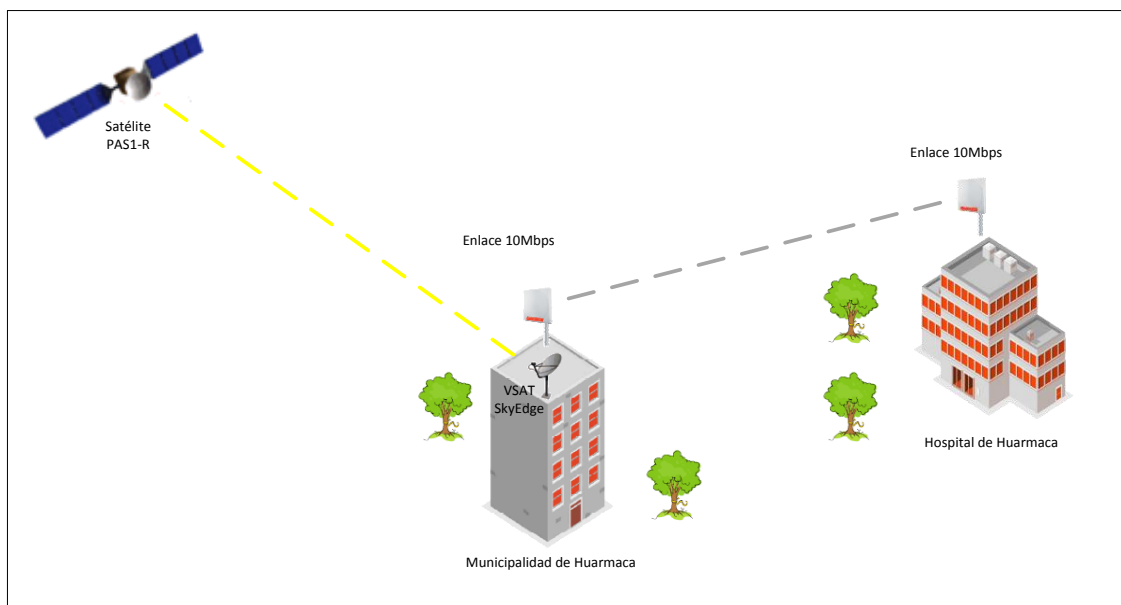 Satélite
PAS1-R
Enlace 10Mbps
Enlace 10Mbps
VSAT
SkyEdge
Hospital de Huarmaca
Municipalidad de Huarmaca